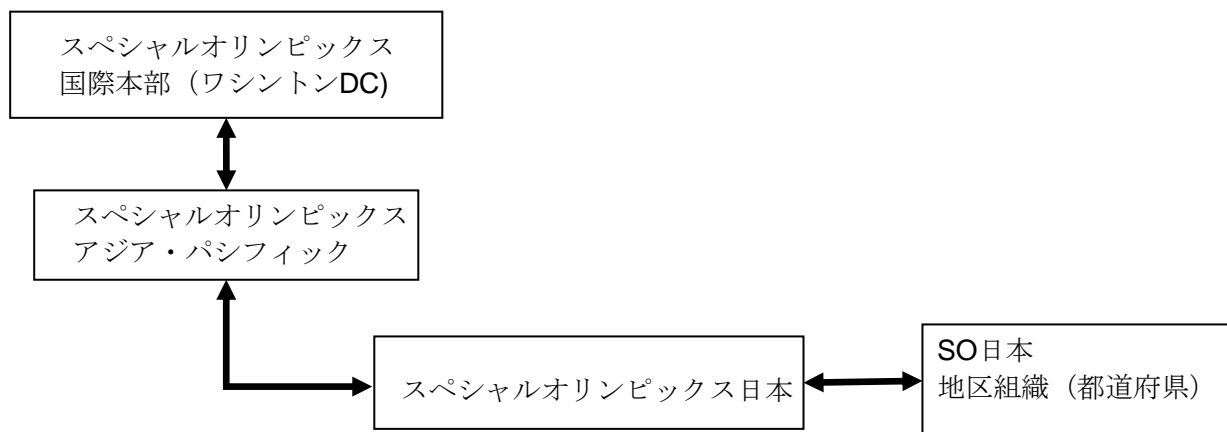 スペシャルオリンピックス
国際本部（ワシントンDC)
スペシャルオリンピックス
アジア・パシフィック
スペシャルオリンピックス日本
SO日本
地区組織（都道府県）